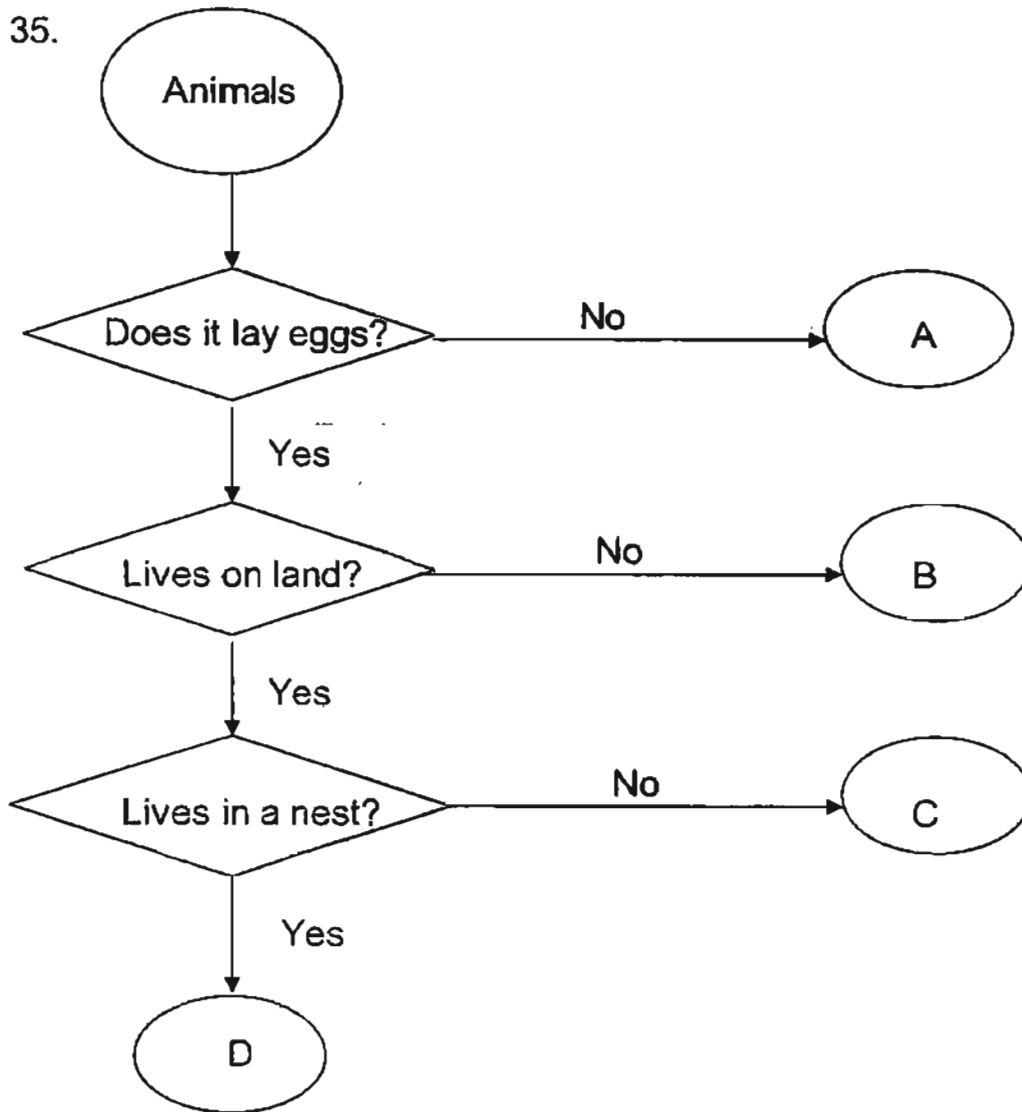 35.
Animals
Does it lay eggs?
No
A
Yes
Lives on land?
No
B
Yes
Lives in a nest?
No
C
Yes
D